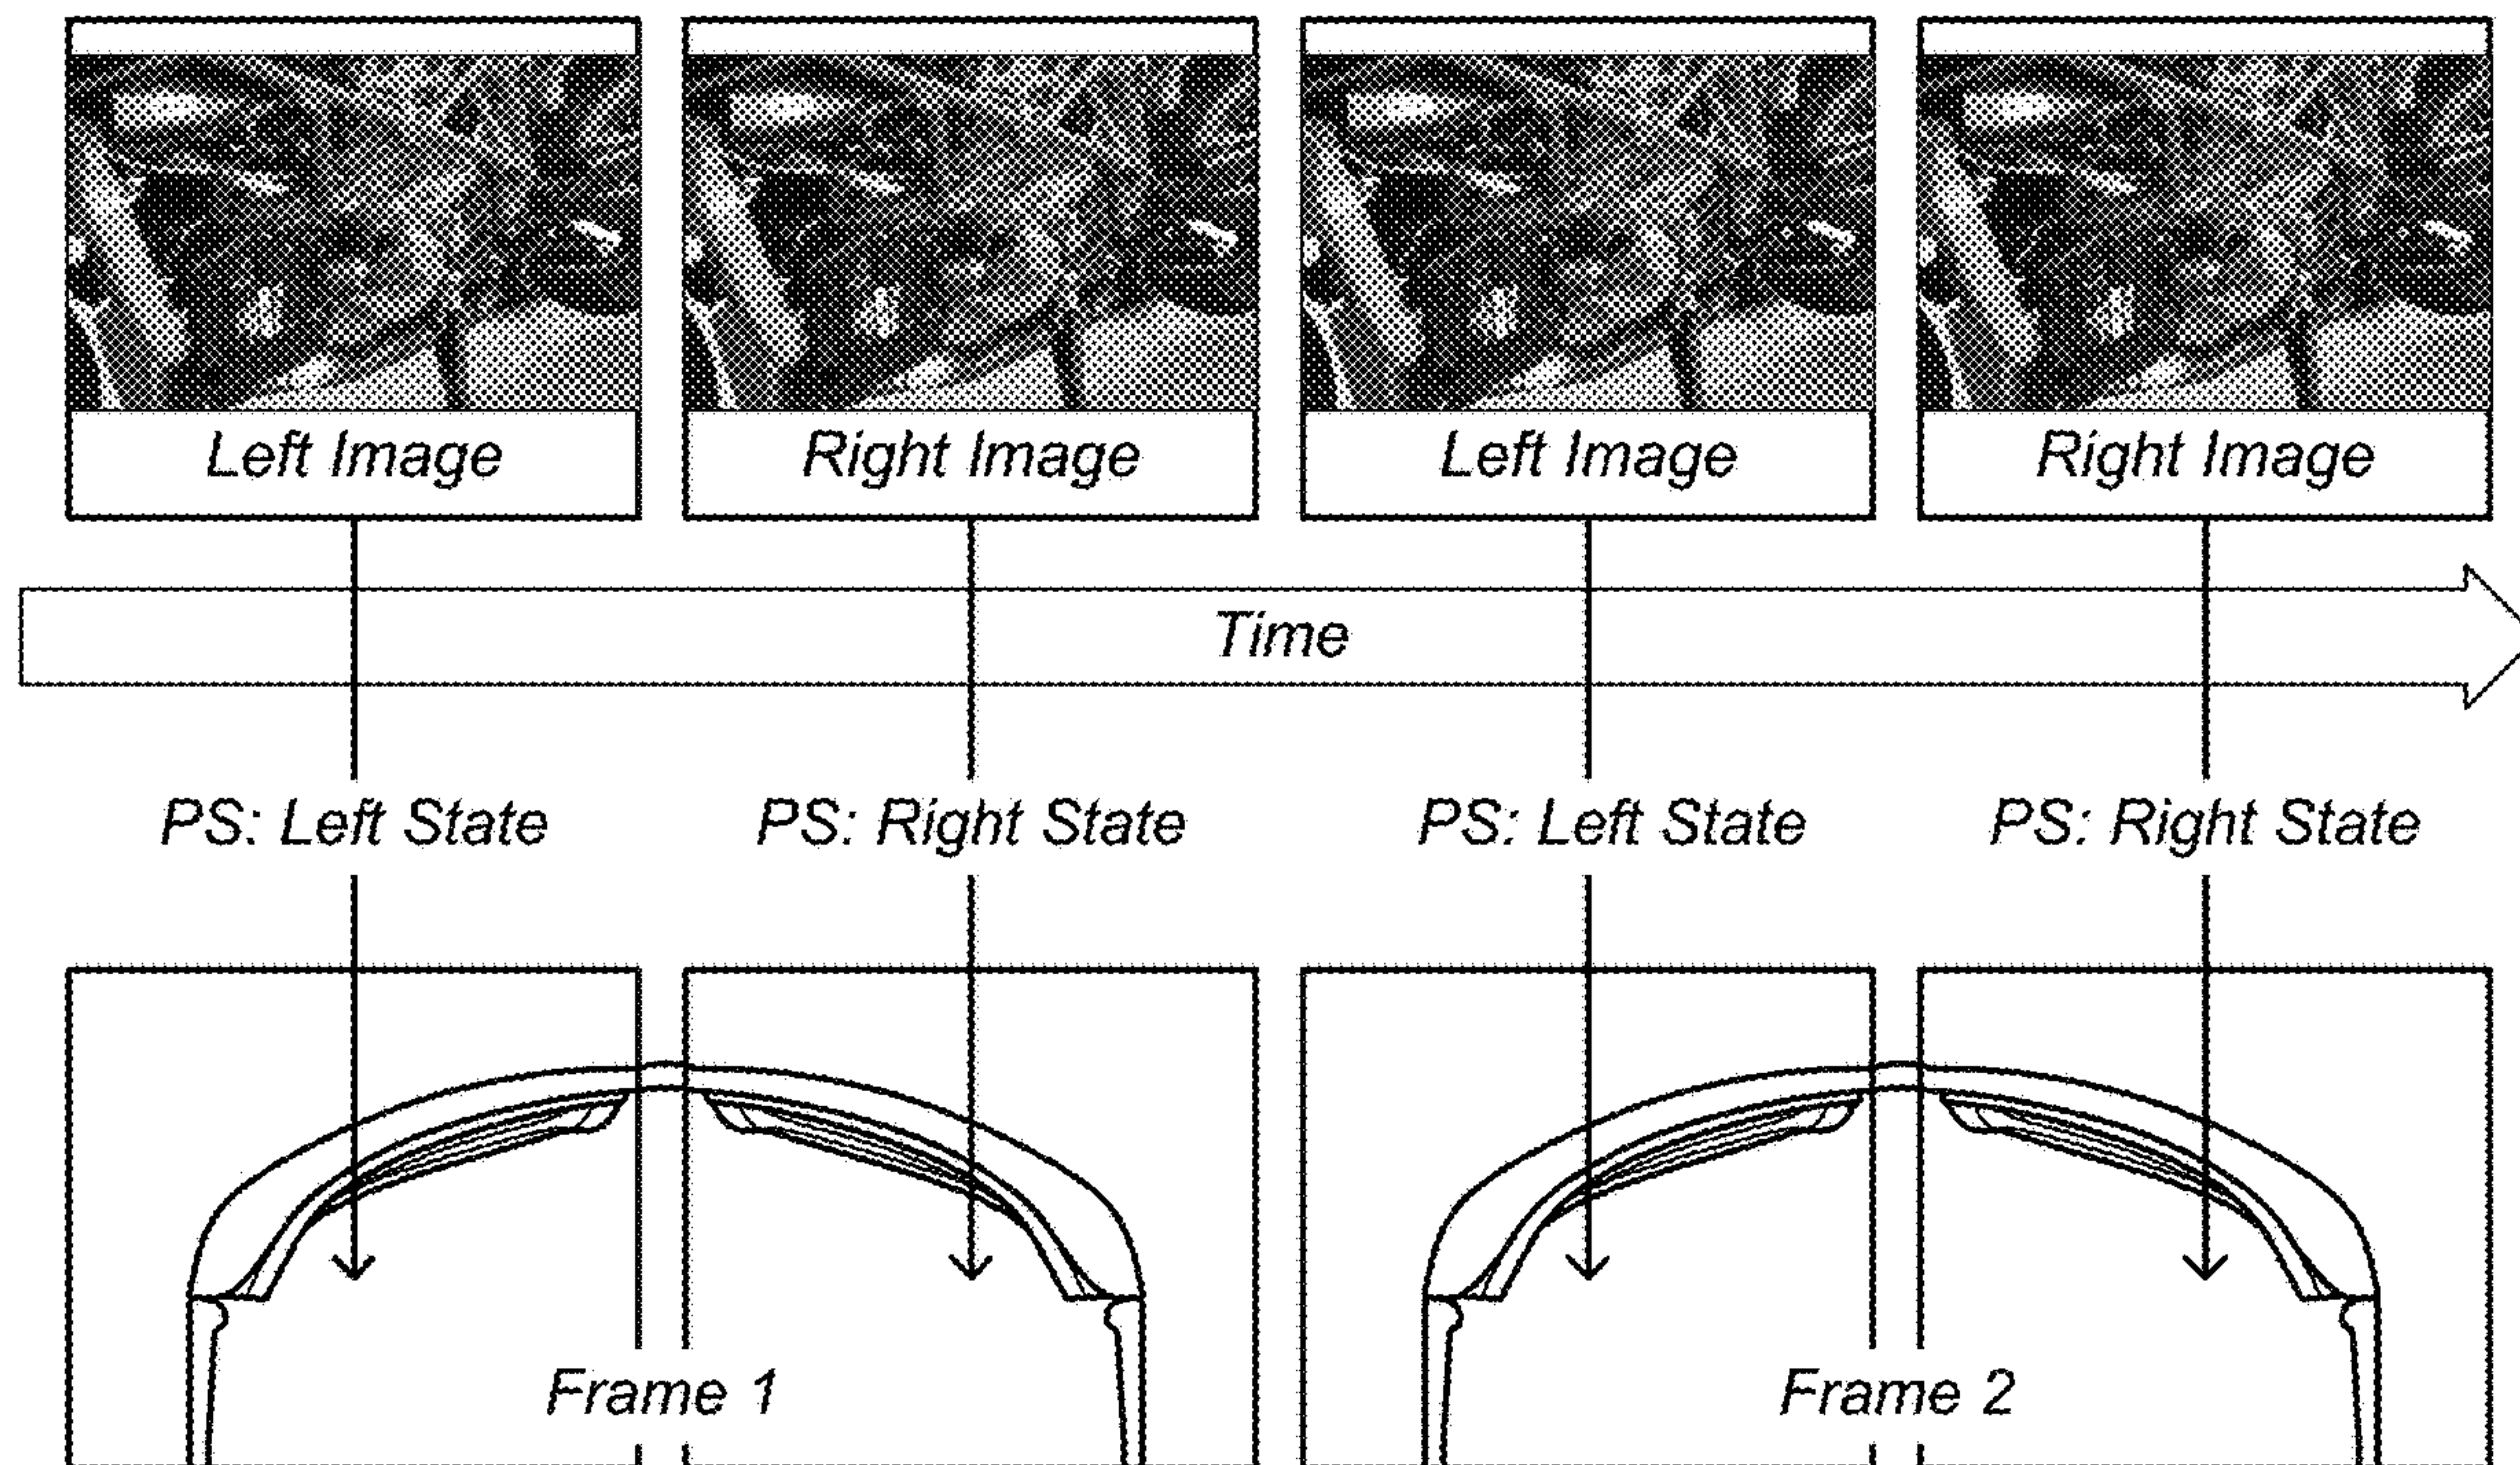 Left Image
Right Image
Left Image
Right Image
Time
PS: Left State
PS: Right State
PS: Left State
PS: Right State
Frame 1
Frame 2